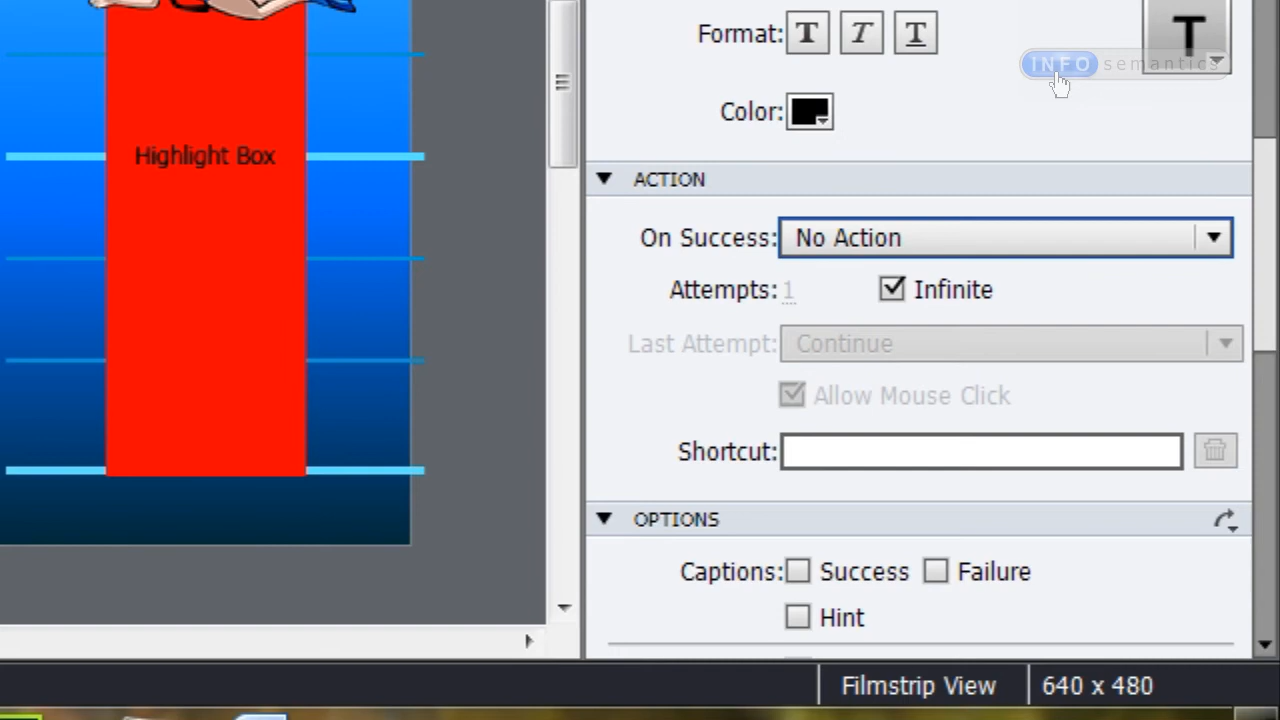 Format: T T T T
INFO semantics
Color:
Highlight Box
ACTION
On Success: No Action
Attempts: 1 Infinite
Last Attempt: Continue
Allow Mouse Click
Shortcut:
OPTIONS
Captions: Success Failure
Hint
Filmstrip View 640 x 480